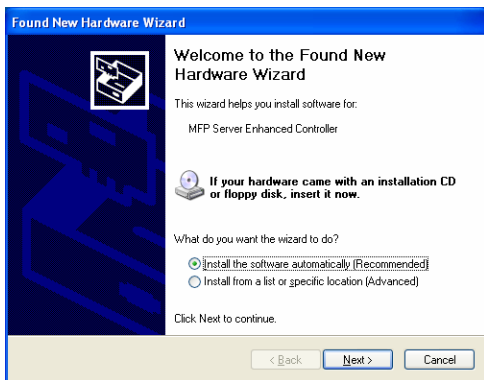 Found New Hardware Wizard
Welcome to the Found New
Hardware Wizard
This wizard helps you install software for:
MFP Server Enhanced Controller
If your hardware came with an installation CD
or floppy disk, insert it now.
What do you want the wizard to do?
Install the software automatically (Recommended)
Install from a list or specific location (Advanced)
Click Next to continue.
< Back
Next >
Cancel